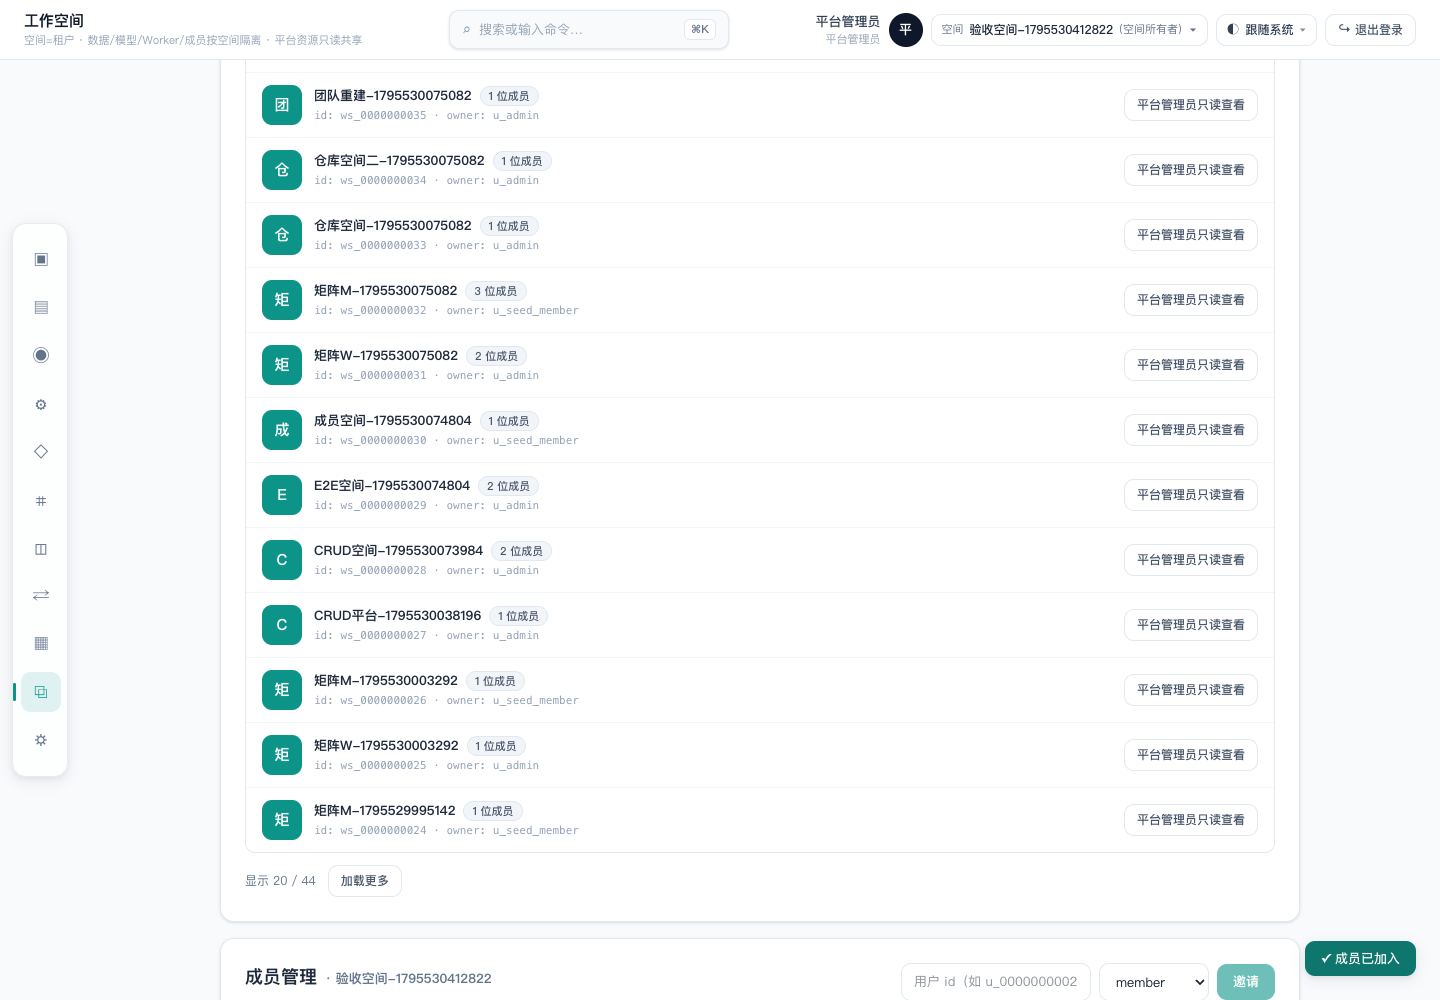 工作空间
空间=租户 · 数据/模型/Worker/成员按空间隔离 · 平台资源只读共享
搜索或输入命令... ⌘K
平台管理员
平台管理员
平
空间 验收空间-1795530412822 (空间所有者)
跟随系统
退出登录
团 团队重建-1795530075082 1 位成员
id: ws_0000000035 · owner: u_admin
平台管理员只读查看
仓 仓库空间二-1795530075082 1 位成员
id: ws_0000000034 · owner: u_admin
平台管理员只读查看
仓 仓库空间-1795530075082 1 位成员
id: ws_0000000033 · owner: u_admin
平台管理员只读查看
矩 矩阵M-1795530075082 3 位成员
id: ws_0000000032 · owner: u_seed_member
平台管理员只读查看
矩 矩阵W-1795530075082 2 位成员
id: ws_0000000031 · owner: u_admin
平台管理员只读查看
成 成员空间-1795530074804 1 位成员
id: ws_0000000030 · owner: u_seed_member
平台管理员只读查看
E E2E空间-1795530074804 2 位成员
id: ws_0000000029 · owner: u_admin
平台管理员只读查看
C CRUD空间-1795530073984 2 位成员
id: ws_0000000028 · owner: u_admin
平台管理员只读查看
C CRUD平台-1795530038196 1 位成员
id: ws_0000000027 · owner: u_admin
平台管理员只读查看
矩 矩阵M-1795530003292 1 位成员
id: ws_0000000026 · owner: u_seed_member
平台管理员只读查看
矩 矩阵W-1795530003292 1 位成员
id: ws_0000000025 · owner: u_admin
平台管理员只读查看
矩 矩阵M-1795529995142 1 位成员
id: ws_0000000024 · owner: u_seed_member
平台管理员只读查看
显示 20 / 44 加载更多
成员管理 · 验收空间-1795530412822
用户 id（如 u_0000000002
member
邀请
✓ 成员已加入